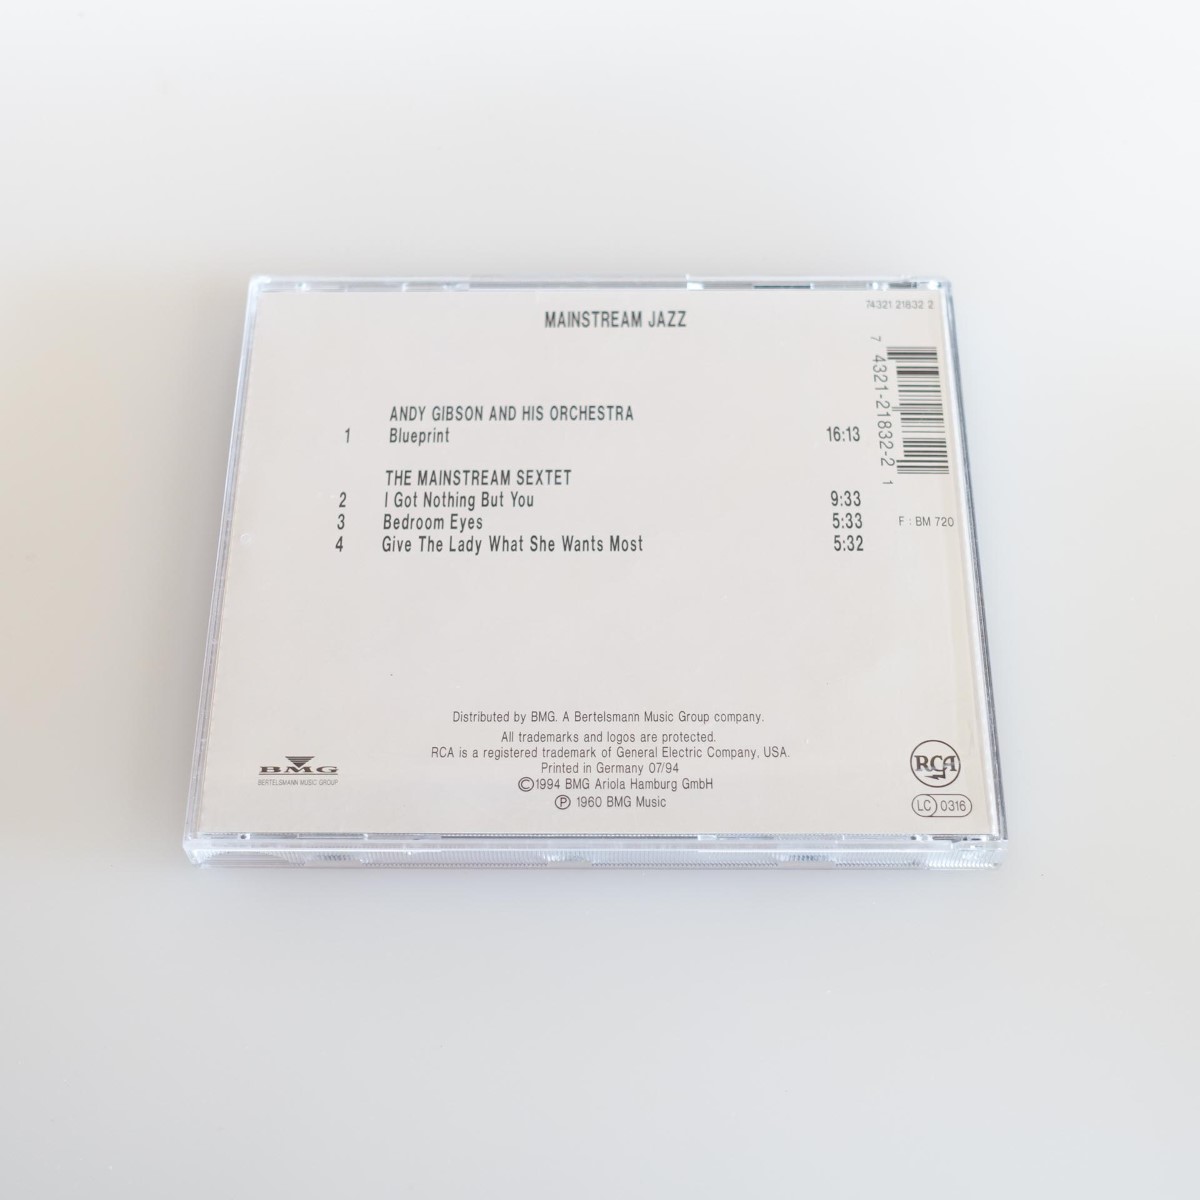 74321 21832 2
MAINSTREAM JAZZ
7 4321-21832-2 1
ANDY GIBSON AND HIS ORCHESTRA
1 Blueprint 16:13
THE MAINSTREAM SEXTET
2 I Got Nothing But You 9:33
3 Bedroom Eyes 5:33
F : BM 720
4 Give The Lady What She Wants Most 5:32
Distributed by BMG. A Bertelsmann Music Group company.
All trademarks and logos are protected.
RCA is a registered trademark of General Electric Company, USA.
Printed in Germany 07/94
©1994 BMG Ariola Hamburg GmbH
℗ 1960 BMG Music
BMG
BERTELSMANN MUSIC GROUP
RCA
LC 0316